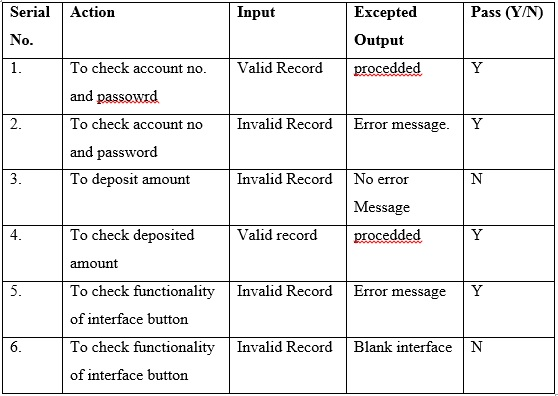 Serial No. Action Input Excepted Output Pass (Y/N)
1. To check account no. and passowrd Valid Record procedded Y
2. To check account no and password Invalid Record Error message. Y
3. To deposit amount Invalid Record No error Message N
4. To check deposited amount Valid record procedded Y
5. To check functionality of interface button Invalid Record Error message Y
6. To check functionality of interface button Invalid Record Blank interface N